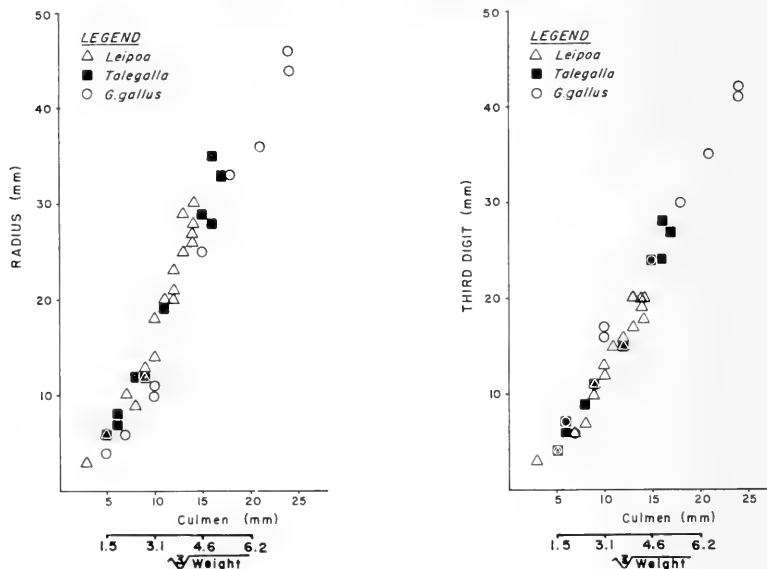 50
LEGEND
Leipoa
Talegalla
G.gallus
40
30
20
10
RADIUS (mm)
5 10 15 20 25
Culmen (mm)
1.5 3.1 4.6 6.2
∛Weight
50
LEGEND
Leipoa
Talegalla
G.gallus
40
30
20
10
THIRD DIGIT (mm)
5 10 15 20 25
Culmen (mm)
1.5 3.1 4.6 6.2
∛Weight